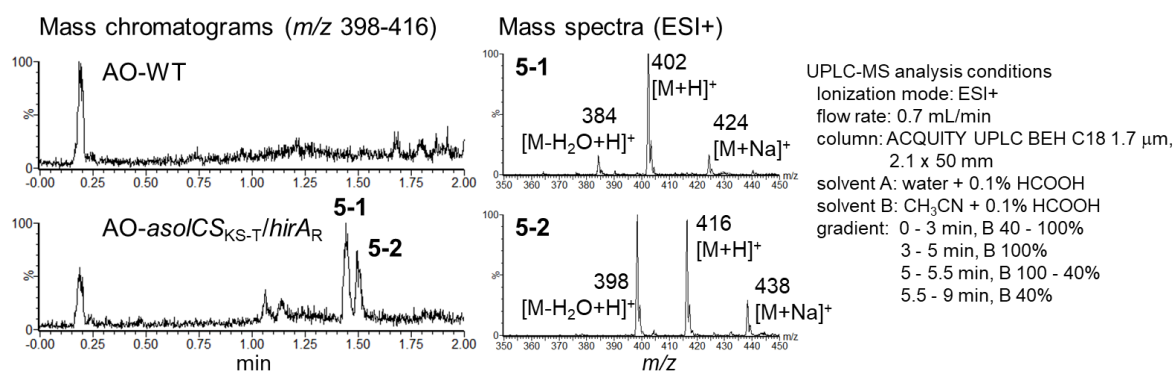 Mass chromatograms (m/z 398-416)
100
%
0
AO-WT
-0.00 0.25 0.50 0.75 1.00 1.25 1.50 1.75 2.00
100
%
0
AO-asolCSKS-T/hirAR
5-1
5-2
-0.00 0.25 0.50 0.75 1.00 1.25 1.50 1.75 2.00
min
Mass spectra (ESI+)
100
%
0
5-1
402
[M+H]+
384
[M-H2O+H]+
424
[M+Na]+
350 360 370 380 390 400 410 420 430 440 450 m/z
100
%
0
5-2
416
[M+H]+
398
[M-H2O+H]+
438
[M+Na]+
350 360 370 380 390 400 410 420 430 440 450 m/z
m/z
UPLC-MS analysis conditions
Ionization mode: ESI+
flow rate: 0.7 mL/min
column: ACQUITY UPLC BEH C18 1.7 μm,
2.1 x 50 mm
solvent A: water + 0.1% HCOOH
solvent B: CH3CN + 0.1% HCOOH
gradient: 0 - 3 min, B 40 - 100%
3 - 5 min, B 100%
5 - 5.5 min, B 100 - 40%
5.5 - 9 min, B 40%